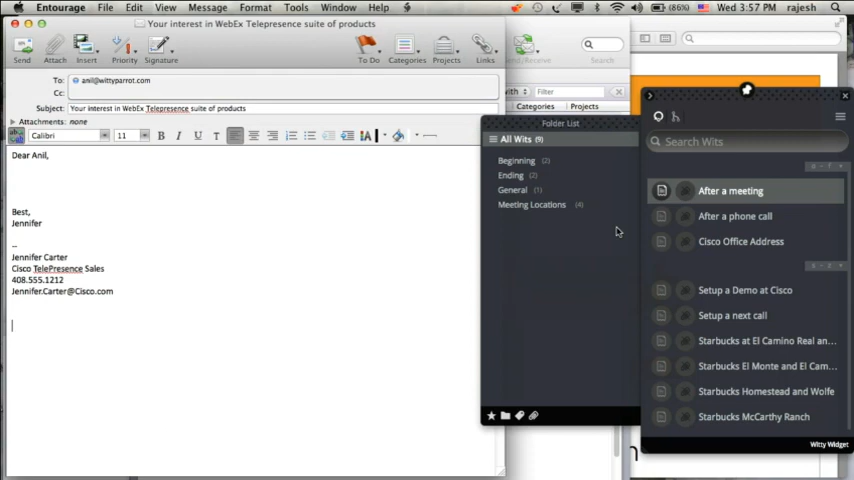 Entourage File Edit View Message Format Tools Window Help (86%) Wed 3:57 PM rajesh
Your interest in WebEx Telepresence suite of products
Send Attach Insert Priority Signature To Do Categories Projects Links Send/Receive Search
To: anil@wittyparrot.com
Cc:
Subject: Your interest in WebEx Telepresence suite of products
with Filter
Categories Projects
Attachments: none
Calibri 11 B I U T
Dear Anil,
Best,
Jennifer
--
Jennifer Carter
Cisco TelePresence Sales
408.555.1212
Jennifer.Carter@Cisco.com
Folder List
All Wits (9)
Beginning (2)
Ending (2)
General (1)
Meeting Locations (4)
Search Wits
After a meeting
After a phone call
Cisco Office Address
Setup a Demo at Cisco
Setup a next call
Starbucks at El Camino Real an...
Starbucks El Monte and El Cam...
Starbucks Homestead and Wolfe
Starbucks McCarthy Ranch
Witty Widget